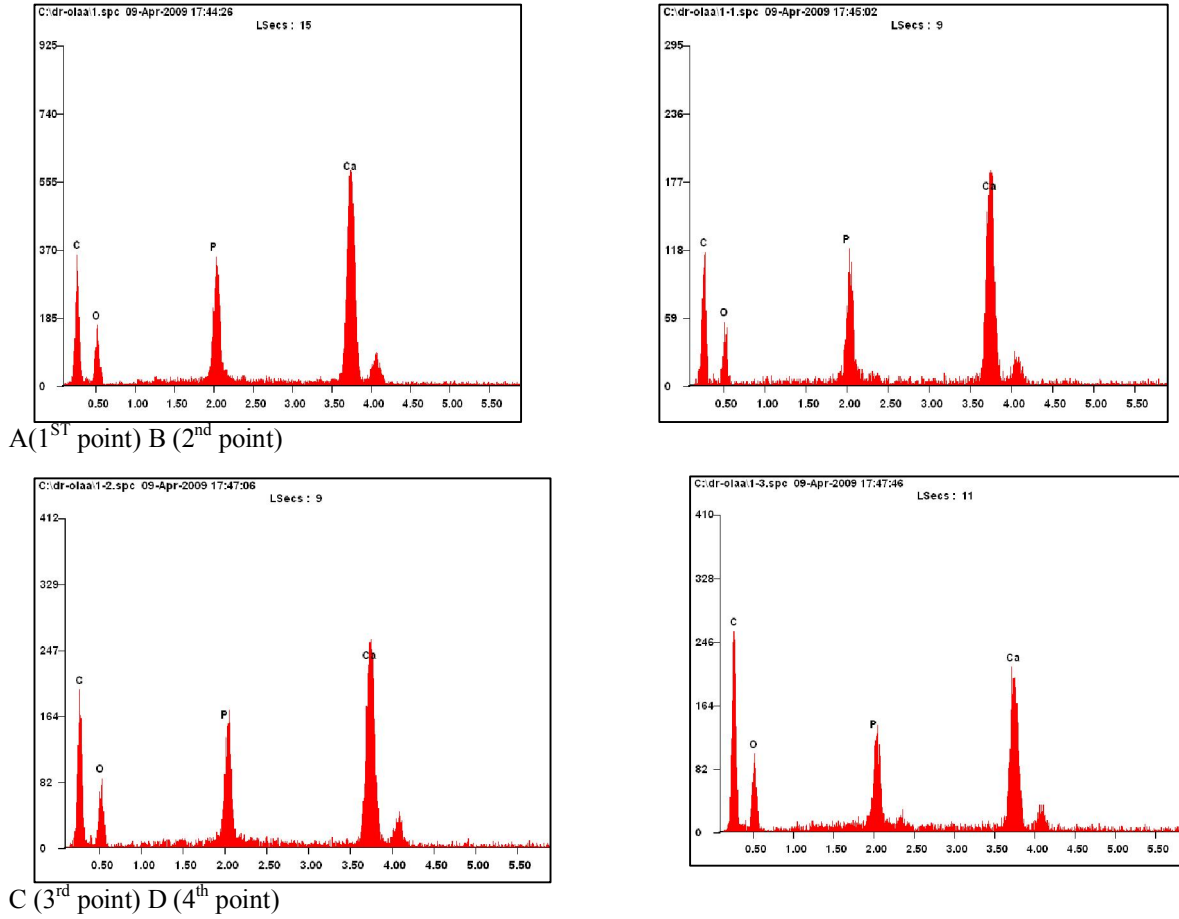 C:\dr-olaa\1.spc 09-Apr-2009 17:44:26
LSecs : 15
925
740
555
370
185
0
C
O
P
Ca
0.50 1.00 1.50 2.00 2.50 3.00 3.50 4.00 4.50 5.00 5.50
C:\dr-olaa\1-1.spc 09-Apr-2009 17:45:02
LSecs : 9
295
236
177
118
59
0
C
O
P
Ca
0.50 1.00 1.50 2.00 2.50 3.00 3.50 4.00 4.50 5.00 5.50
A(1ST point) B (2nd point)
C:\dr-olaa\1-2.spc 09-Apr-2009 17:47:06
LSecs : 9
412
329
247
164
82
0
C
O
P
Ca
0.50 1.00 1.50 2.00 2.50 3.00 3.50 4.00 4.50 5.00 5.50
C:\dr-olaa\1-3.spc 09-Apr-2009 17:47:46
LSecs : 11
410
328
246
164
82
0
C
O
P
Ca
0.50 1.00 1.50 2.00 2.50 3.00 3.50 4.00 4.50 5.00 5.50
C (3rd point) D (4th point)